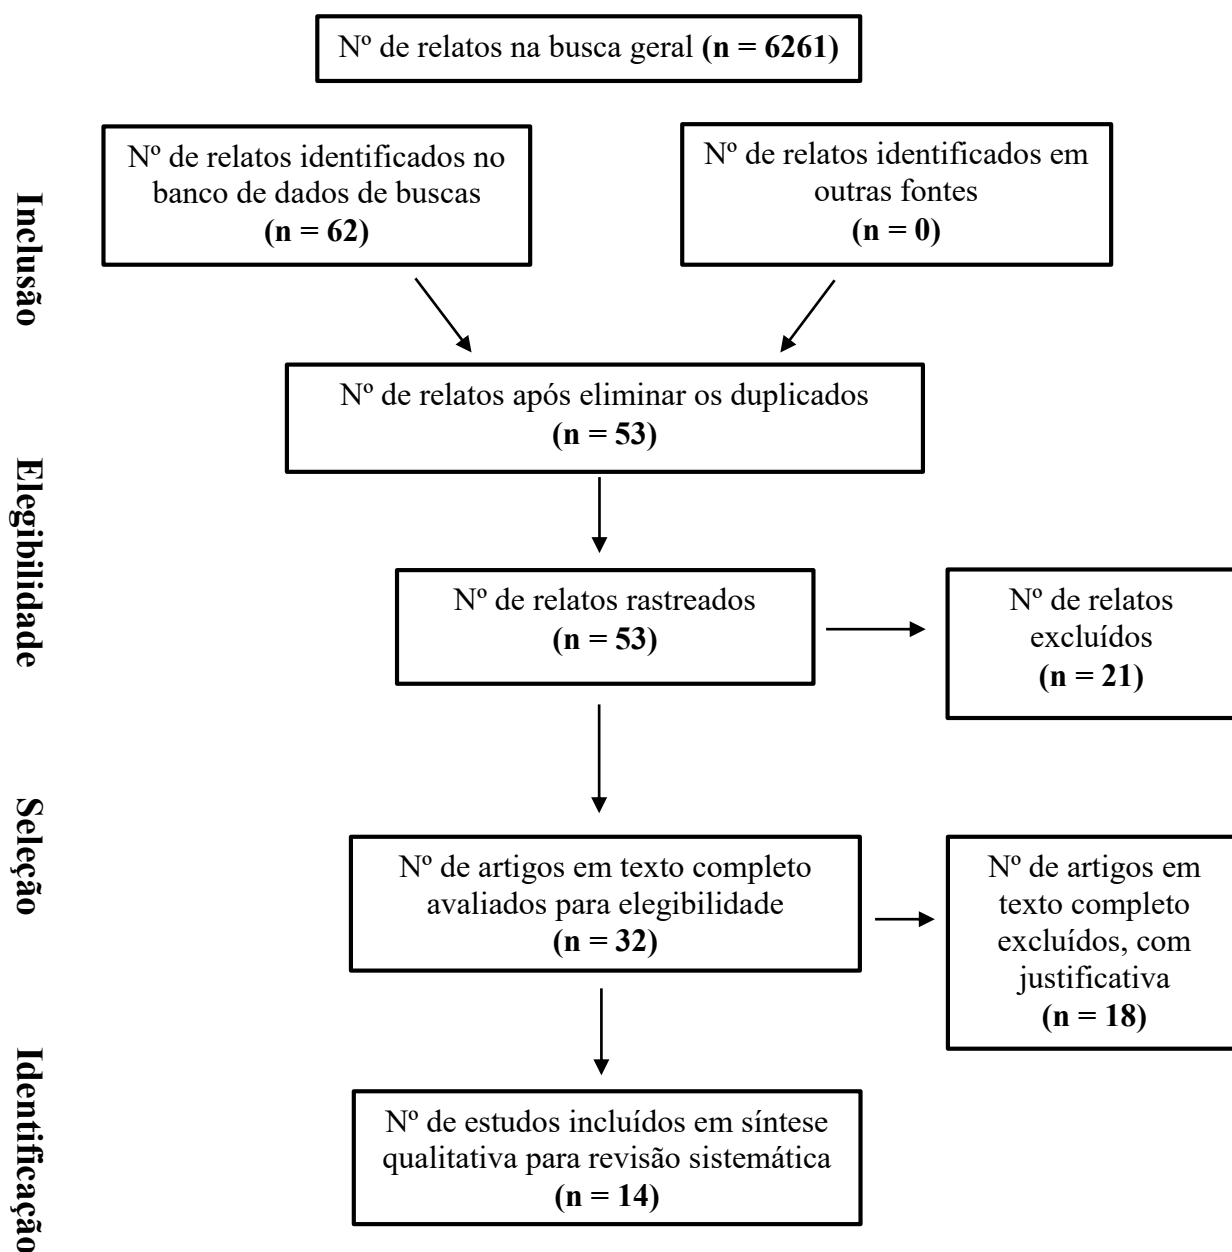 Nº de relatos na busca geral (n = 6261)
Inclusão
Nº de relatos identificados no
banco de dados de buscas
(n = 62)
Nº de relatos identificados em
outras fontes
(n = 0)
Nº de relatos após eliminar os duplicados
(n = 53)
Elegibilidade
Nº de relatos rastreados
(n = 53)
Nº de relatos
excluídos
(n = 21)
Seleção
Nº de artigos em texto completo
avaliados para elegibilidade
(n = 32)
Nº de artigos em
texto completo
excluídos, com
justificativa
(n = 18)
Identificação
Nº de estudos incluídos em síntese
qualitativa para revisão sistemática
(n = 14)